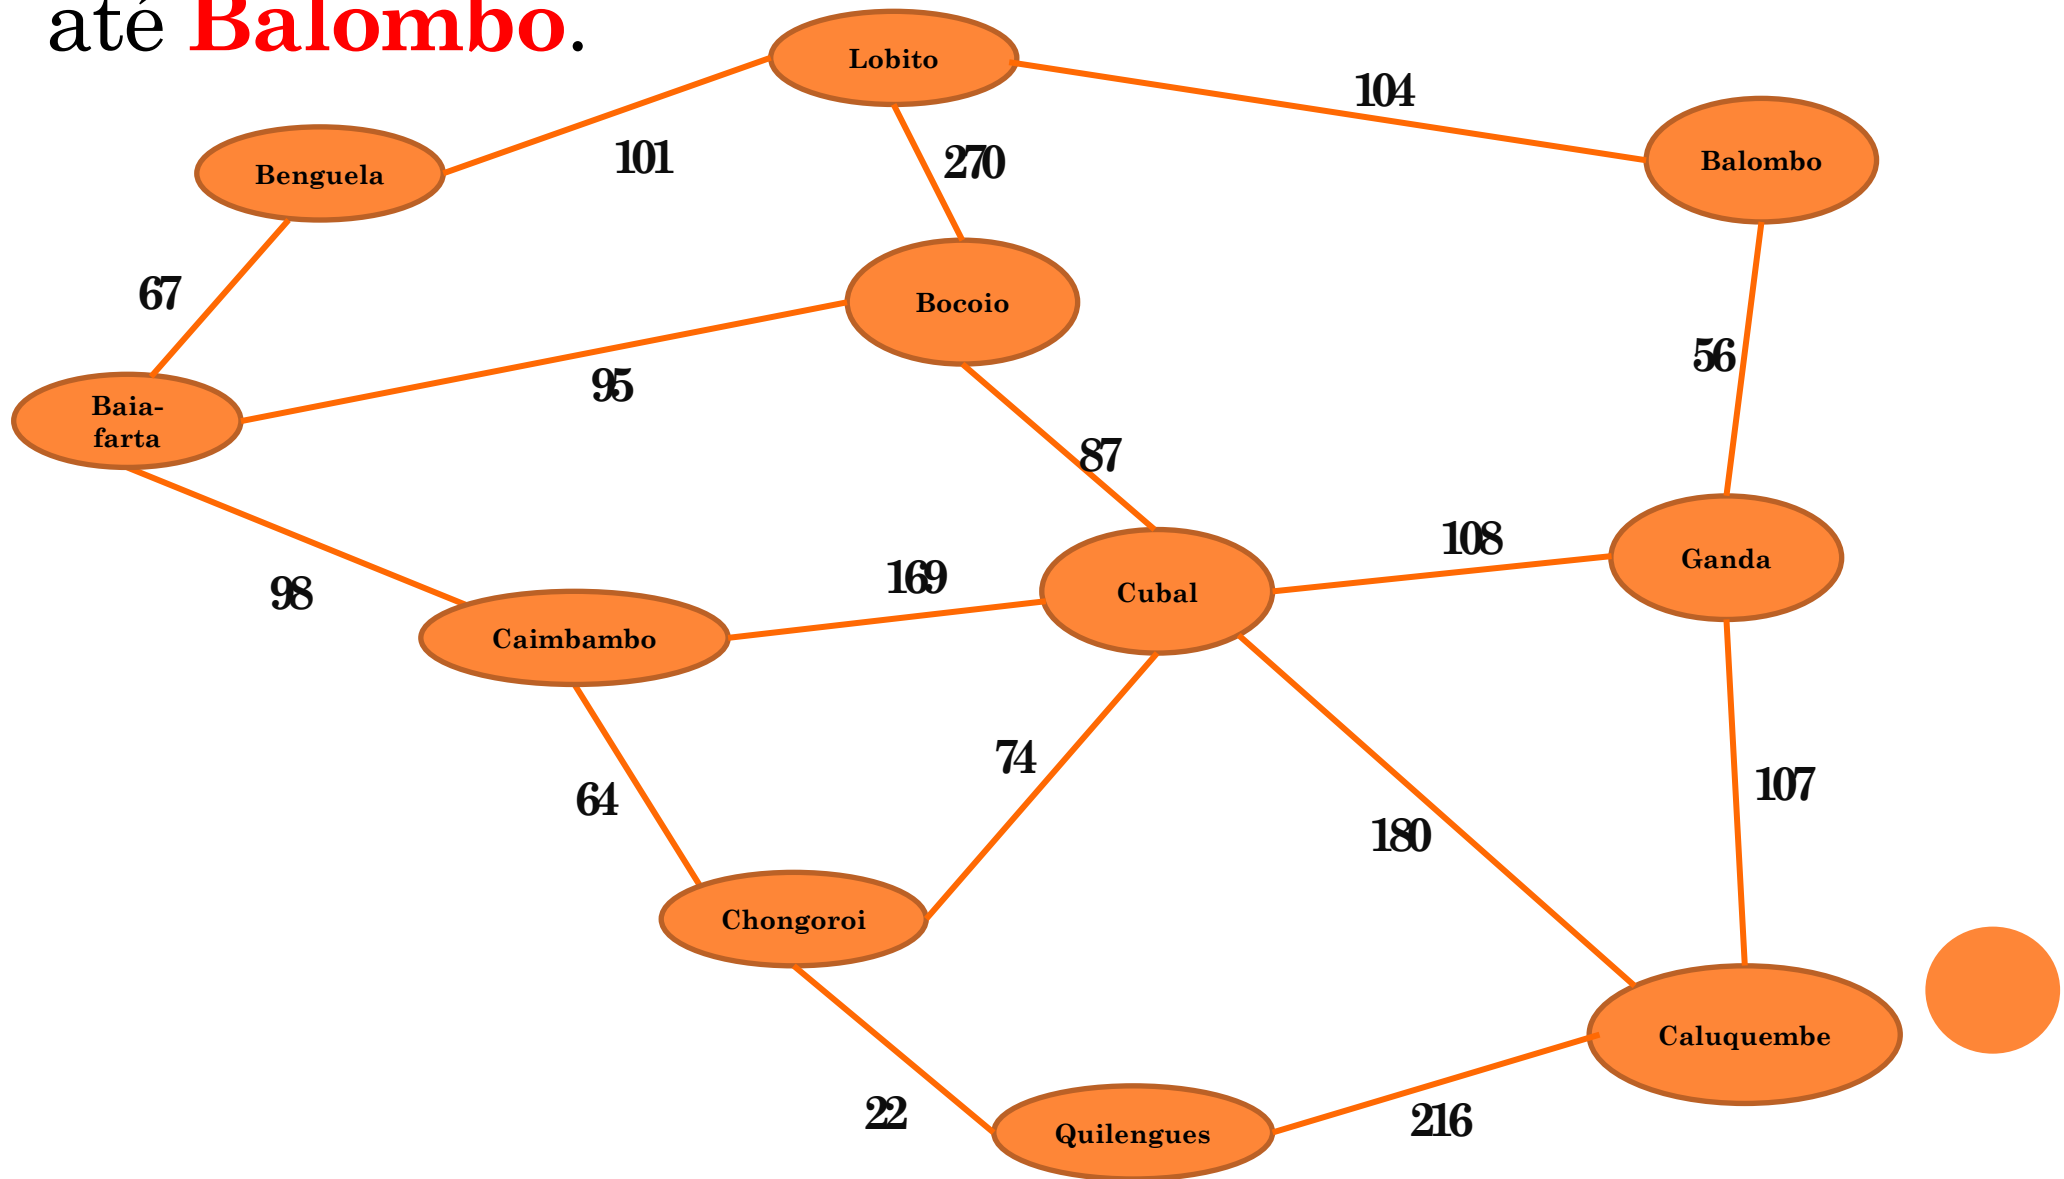 até Balombo.
Lobito
104
Balombo
Benguela
101
270
67
Bocoio
95
56
Baia-
farta
87
108
Ganda
98
169
Cubal
Caimbambo
74
64
180
107
Chongoroi
Caluquembe
22
Quilengues
216